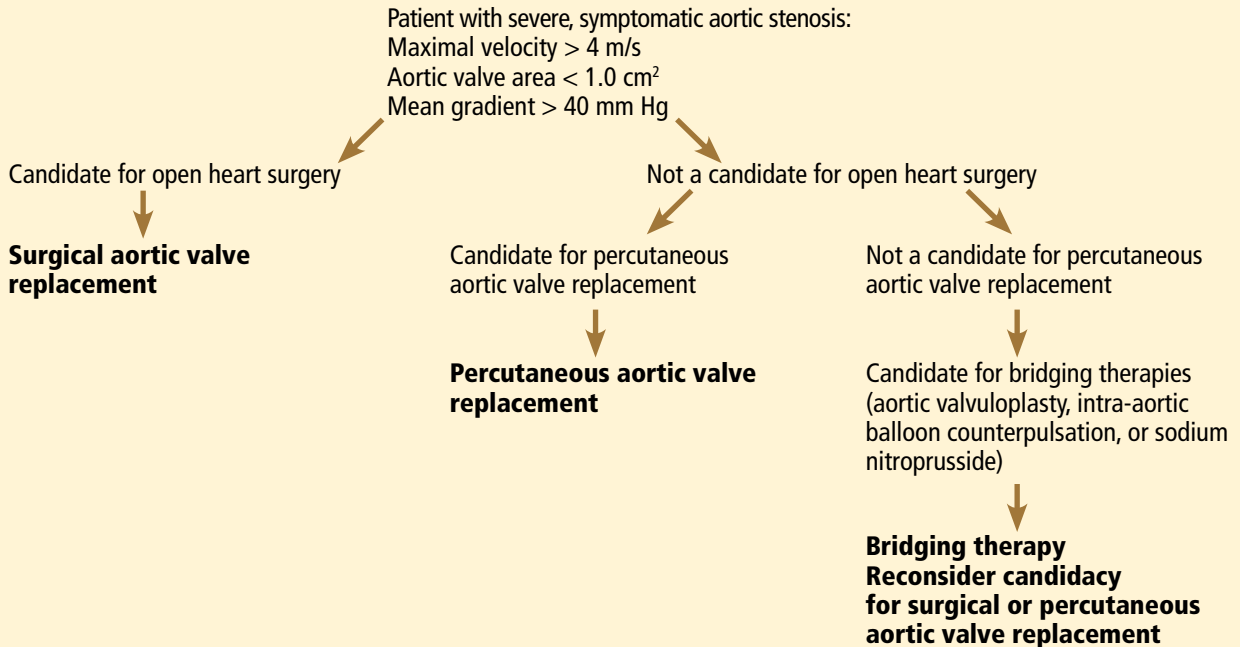 Patient with severe, symptomatic aortic stenosis:
Maximal velocity > 4 m/s
Aortic valve area < 1.0 cm²
Mean gradient > 40 mm Hg
Candidate for open heart surgery
Not a candidate for open heart surgery
Surgical aortic valve
replacement
Candidate for percutaneous
aortic valve replacement
Not a candidate for percutaneous
aortic valve replacement
Percutaneous aortic valve
replacement
Candidate for bridging therapies
(aortic valvuloplasty, intra-aortic
balloon counterpulsation, or sodium
nitroprusside)
Bridging therapy
Reconsider candidacy
for surgical or percutaneous
aortic valve replacement